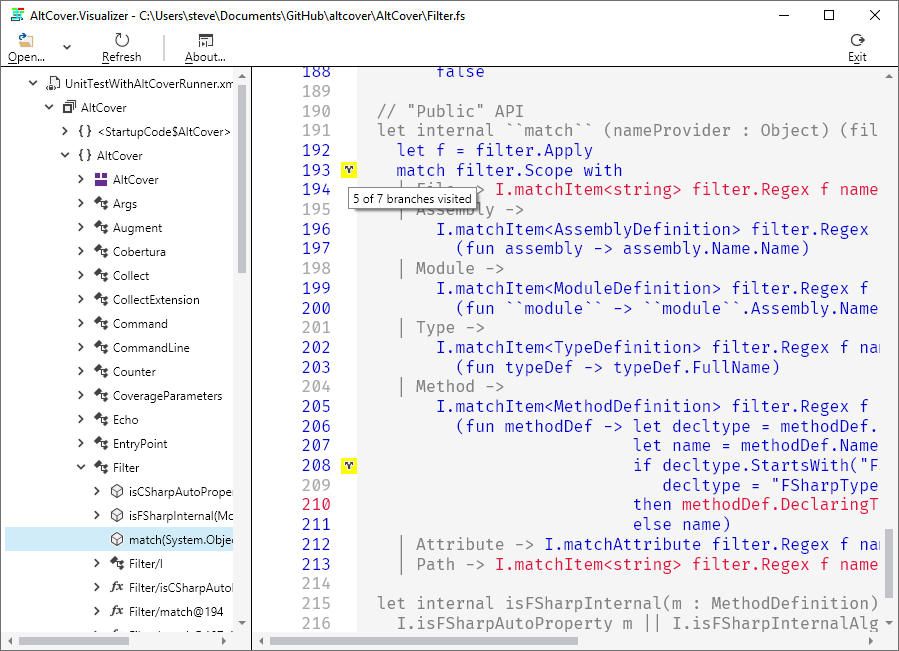 AltCover.Visualizer - C:\Users\steve\Documents\GitHub\altcover\AltCover\Filter.fs
Open...
Refresh
About...
Exit
UnitTestWithAltCoverRunner.xm
AltCover
{} <StartupCode$AltCover>
{} AltCover
AltCover
Args
Augment
Cobertura
Collect
CollectExtension
Command
CommandLine
Counter
CoverageParameters
Echo
EntryPoint
Filter
isCSharpAutoPrope
isFSharpInternal(Mo
match(System.Objec
Filter/I
fx Filter/isCSharpAutoI
fx Filter/match@194
188 false
189
190 // "Public" API
191 let internal ``match`` (nameProvider : Object) (fil
192 let f = filter.Apply
193 match filter.Scope with
194 -> I.matchItem<string> filter.Regex f name
5 of 7 branches visited
195 | Assembly ->
196 I.matchItem<AssemblyDefinition> filter.Regex
197 (fun assembly -> assembly.Name.Name)
198 | Module ->
199 I.matchItem<ModuleDefinition> filter.Regex f
200 (fun ``module`` -> ``module``.Assembly.Name
201 | Type ->
202 I.matchItem<TypeDefinition> filter.Regex f nam
203 (fun typeDef -> typeDef.FullName)
204 | Method ->
205 I.matchItem<MethodDefinition> filter.Regex f
206 (fun methodDef -> let decltype = methodDef.
207 let name = methodDef.Name
208 if decltype.StartsWith("F
209 decltype = "FSharpType
210 then methodDef.DeclaringT
211 else name)
212 | Attribute -> I.matchAttribute filter.Regex f nam
213 | Path -> I.matchItem<string> filter.Regex f name
214
215 let internal isFSharpInternal(m : MethodDefinition)
216 I.isFSharpAutoProperty m || I.isFSharpInternalAlg